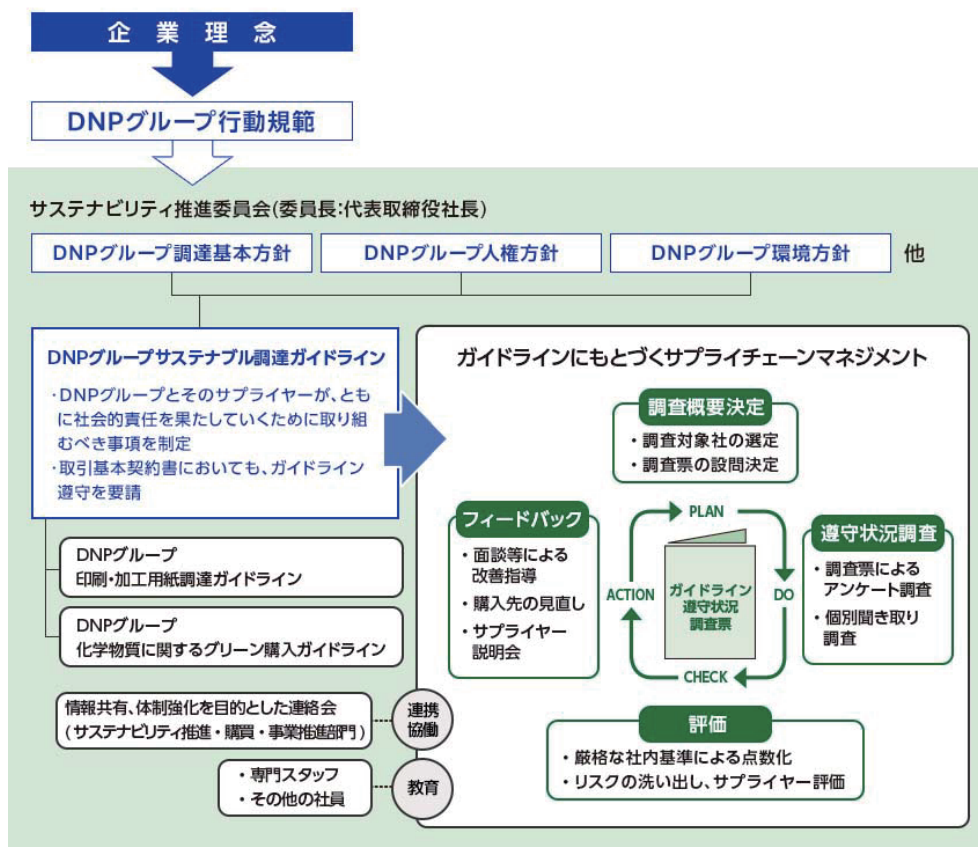 企業理念
DNPグループ行動規範
サステナビリティ推進委員会(委員長:代表取締役社長)
DNPグループ調達基本方針
DNPグループ人権方針
DNPグループ環境方針
他
DNPグループサステナブル調達ガイドライン
・DNPグループとそのサプライヤーが、とも
に社会的責任を果たしていくために取り組
むべき事項を制定
・取引基本契約書においても、ガイドライン
遵守を要請
DNPグループ
印刷・加工用紙調達ガイドライン
DNPグループ
化学物質に関するグリーン購入ガイドライン
情報共有、体制強化を目的とした連絡会
(サステナビリティ推進・購買・事業推進部門)
連携
協働
・専門スタッフ
・その他の社員
教育
ガイドラインにもとづくサプライチェーンマネジメント
調査概要決定
・調査対象社の選定
・調査票の設問決定
フィードバック
・面談等による
改善指導
・購入先の見直し
・サプライヤー
説明会
PLAN
ACTION
ガイドライン
遵守状況
調査票
DO
CHECK
遵守状況調査
・調査票による
アンケート調査
・個別聞き取り
調査
評価
・厳格な社内基準による点数化
・リスクの洗い出し、サプライヤー評価